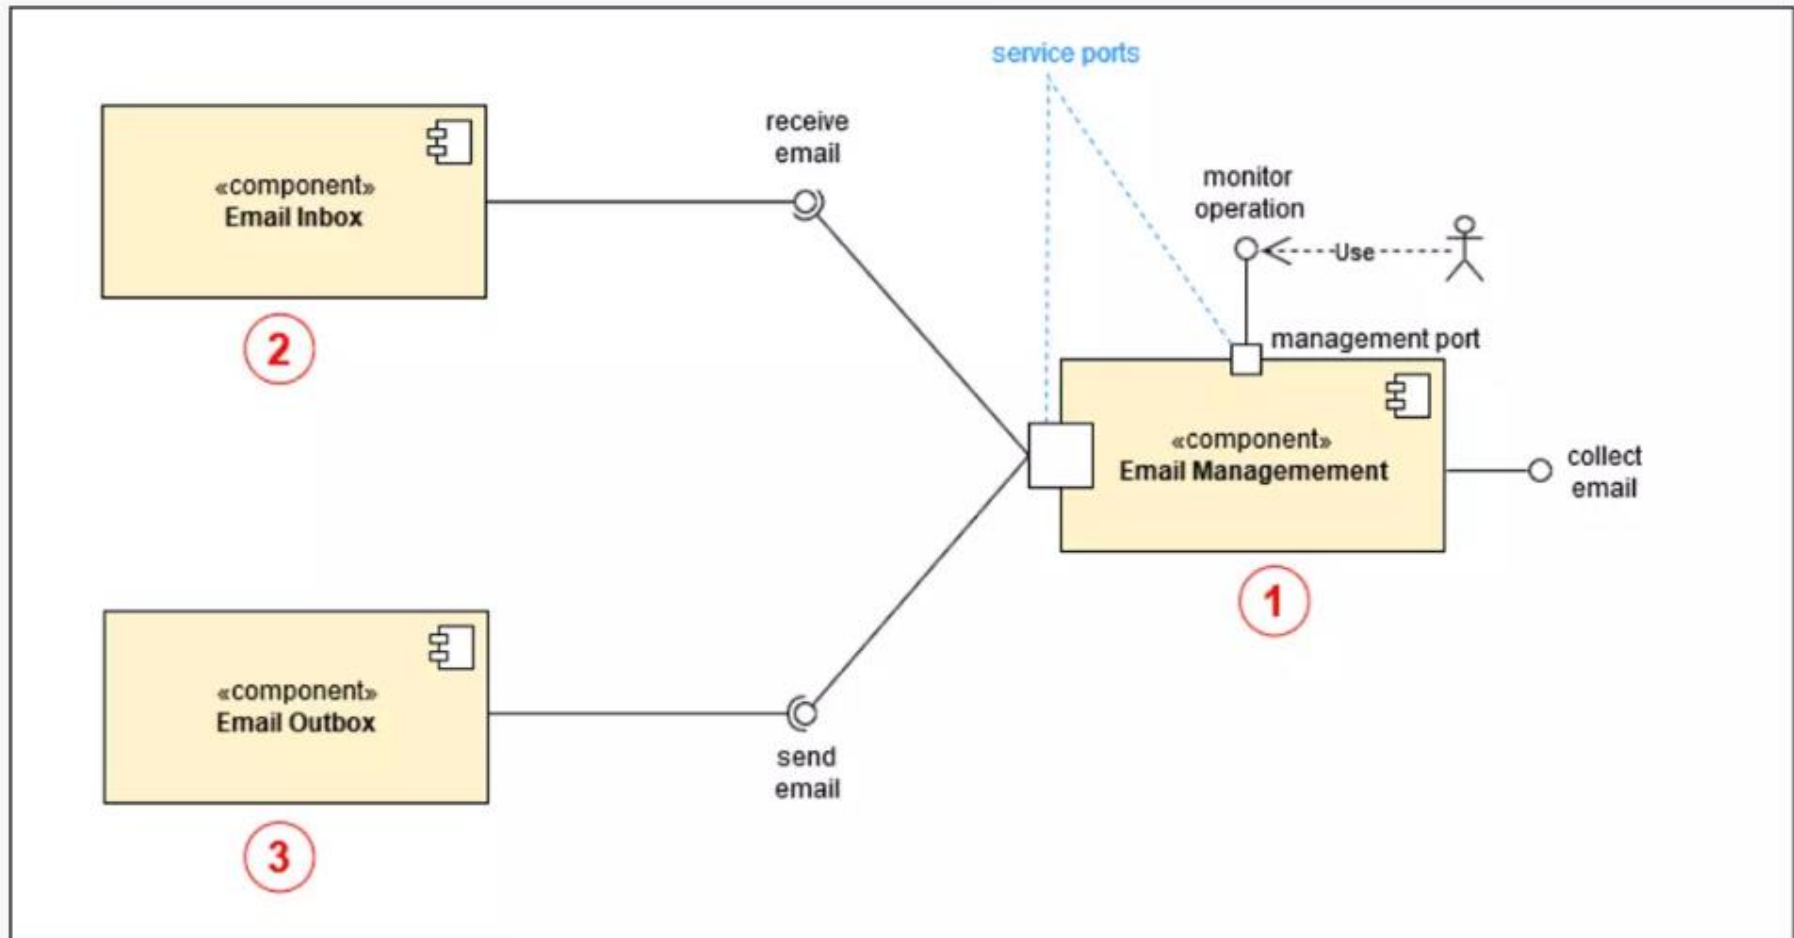 service ports
receive
email
«component»
Email Inbox
monitor
operation
Use
2
management port
«component»
Email Managemement
collect
email
1
«component»
Email Outbox
send
email
3